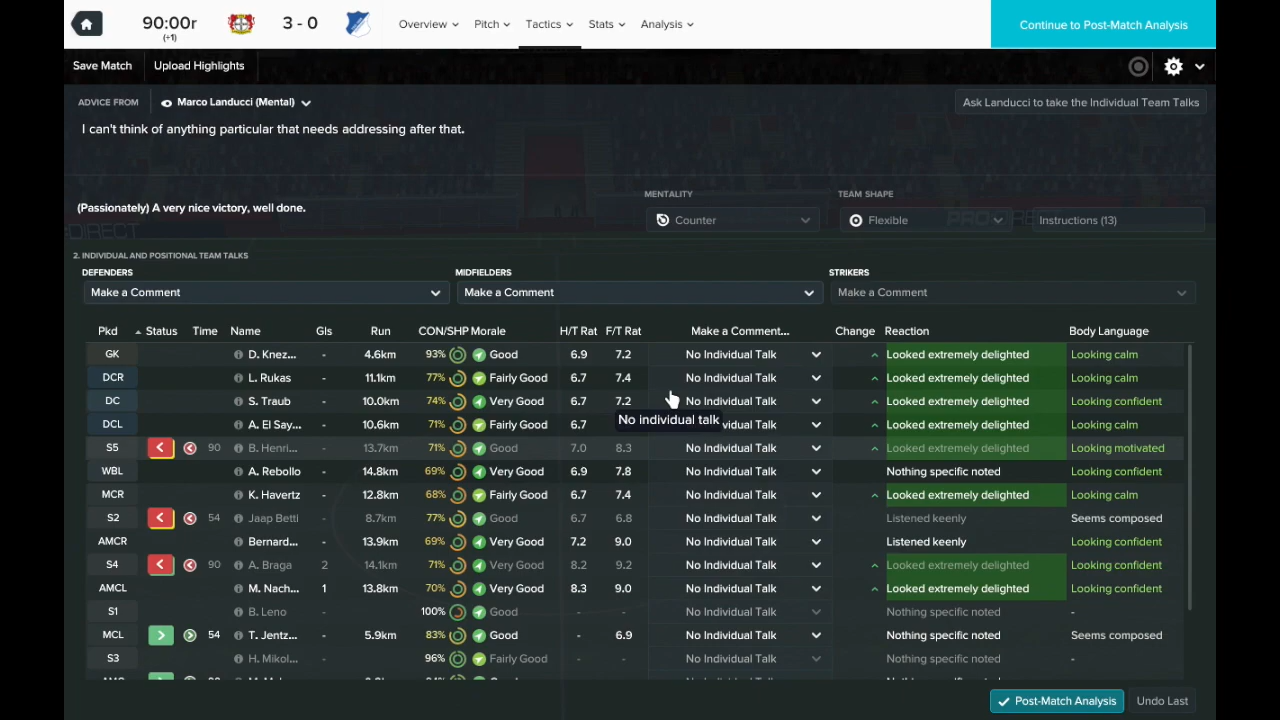 90:00r
(+1)
3 - 0
Overview Pitch Tactics Stats Analysis
Continue to Post-Match Analysis
Save Match Upload Highlights
ADVICE FROM Marco Landucci (Mental) Ask Landucci to take the Individual Team Talks
I can't think of anything particular that needs addressing after that.
MENTALITY TEAM SHAPE
(Passionately) A very nice victory, well done. Counter Flexible Instructions (13)
2. INDIVIDUAL AND POSITIONAL TEAM TALKS
DEFENDERS MIDFIELDERS STRIKERS
Make a Comment Make a Comment Make a Comment
Pkd Status Time Name Gls Run CON/SHP Morale H/T Rat F/T Rat Make a Comment... Change Reaction Body Language
GK D. Knez... - 4.6km 93% Good 6.9 7.2 No Individual Talk Looked extremely delighted Looking calm
DCR L. Rukas - 11.1km 77% Fairly Good 6.7 7.4 No Individual Talk Looked extremely delighted Looking calm
DC S. Traub - 10.0km 74% Very Good 6.7 7.2 No Individual Talk Looked extremely delighted Looking confident
No individual talk
DCL A. El Say... - 10.6km 71% Fairly Good 6.7 vidual Talk Looked extremely delighted Looking calm
S5 90 B. Henri... - 13.7km 71% Good 7.0 8.3 No Individual Talk Looked extremely delighted Looking motivated
WBL A. Rebollo - 14.8km 69% Very Good 6.9 7.8 No Individual Talk Nothing specific noted Looking confident
MCR K. Havertz - 12.8km 68% Fairly Good 6.7 7.4 No Individual Talk Looked extremely delighted Looking calm
S2 54 Jaap Betti - 8.7km 77% Good 6.7 6.8 No Individual Talk Listened keenly Seems composed
AMCR Bernard... - 13.9km 69% Very Good 7.2 9.0 No Individual Talk Listened keenly Looking confident
S4 90 A. Braga 2 14.1km 71% Very Good 8.2 9.2 No Individual Talk Looked extremely delighted Looking confident
AMCL M. Nach... 1 13.8km 70% Very Good 8.3 9.0 No Individual Talk Looked extremely delighted Looking confident
S1 B. Leno 100% Good - - No Individual Talk Nothing specific noted -
MCL 54 T. Jentz... - 5.9km 83% Good - 6.9 No Individual Talk Nothing specific noted Seems composed
S3 H. Mikol... 96% Fairly Good - - No Individual Talk Nothing specific noted -
Post-Match Analysis Undo Last